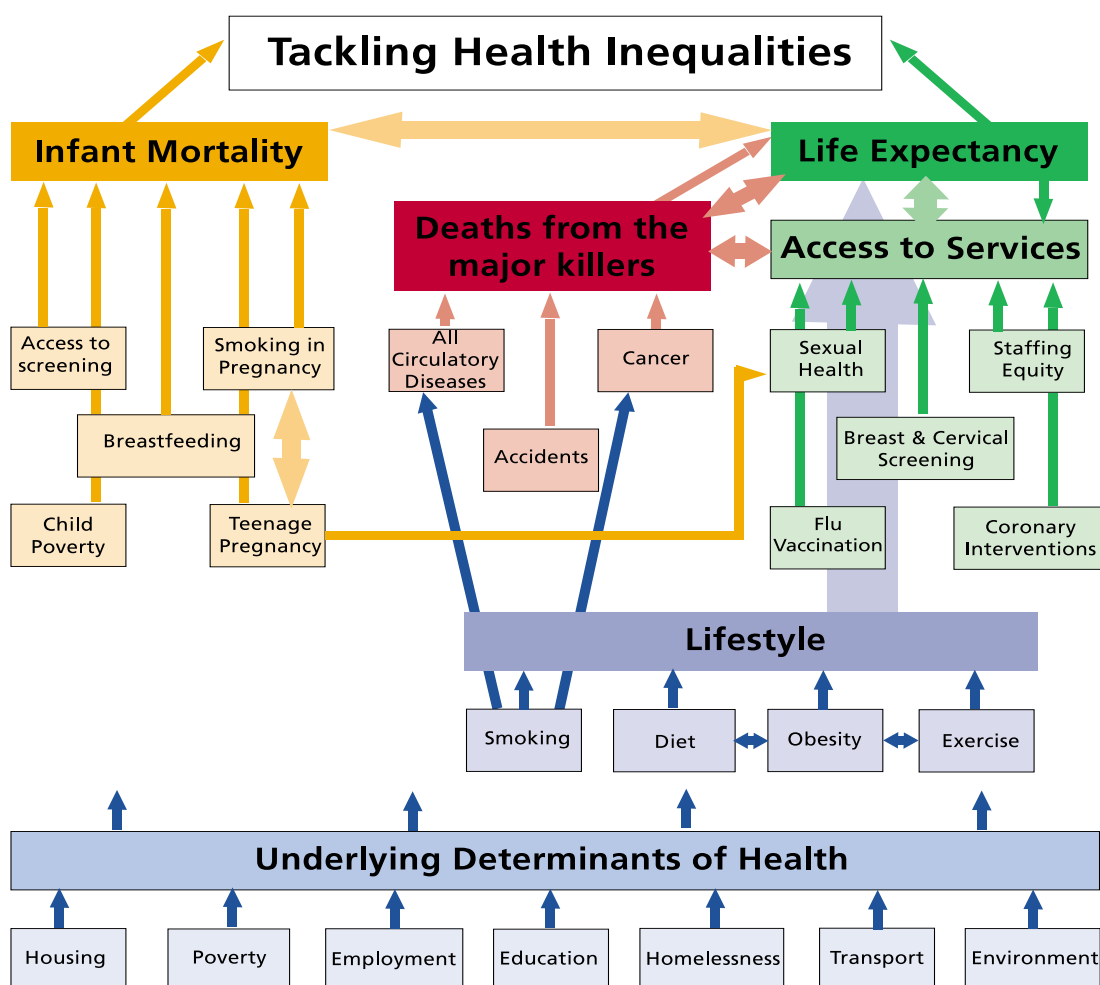 Tackling Health Inequalities
Infant Mortality
Life Expectancy
Deaths from the
major killers
Access to Services
Access to
screening
Smoking in
Pregnancy
All
Circulatory
Diseases
Cancer
Sexual
Health
Staffing
Equity
Breastfeeding
Accidents
Breast & Cervical
Screening
Child
Poverty
Teenage
Pregnancy
Flu
Vaccination
Coronary
Interventions
Lifestyle
Smoking
Diet
Obesity
Exercise
Underlying Determinants of Health
Housing
Poverty
Employment
Education
Homelessness
Transport
Environment